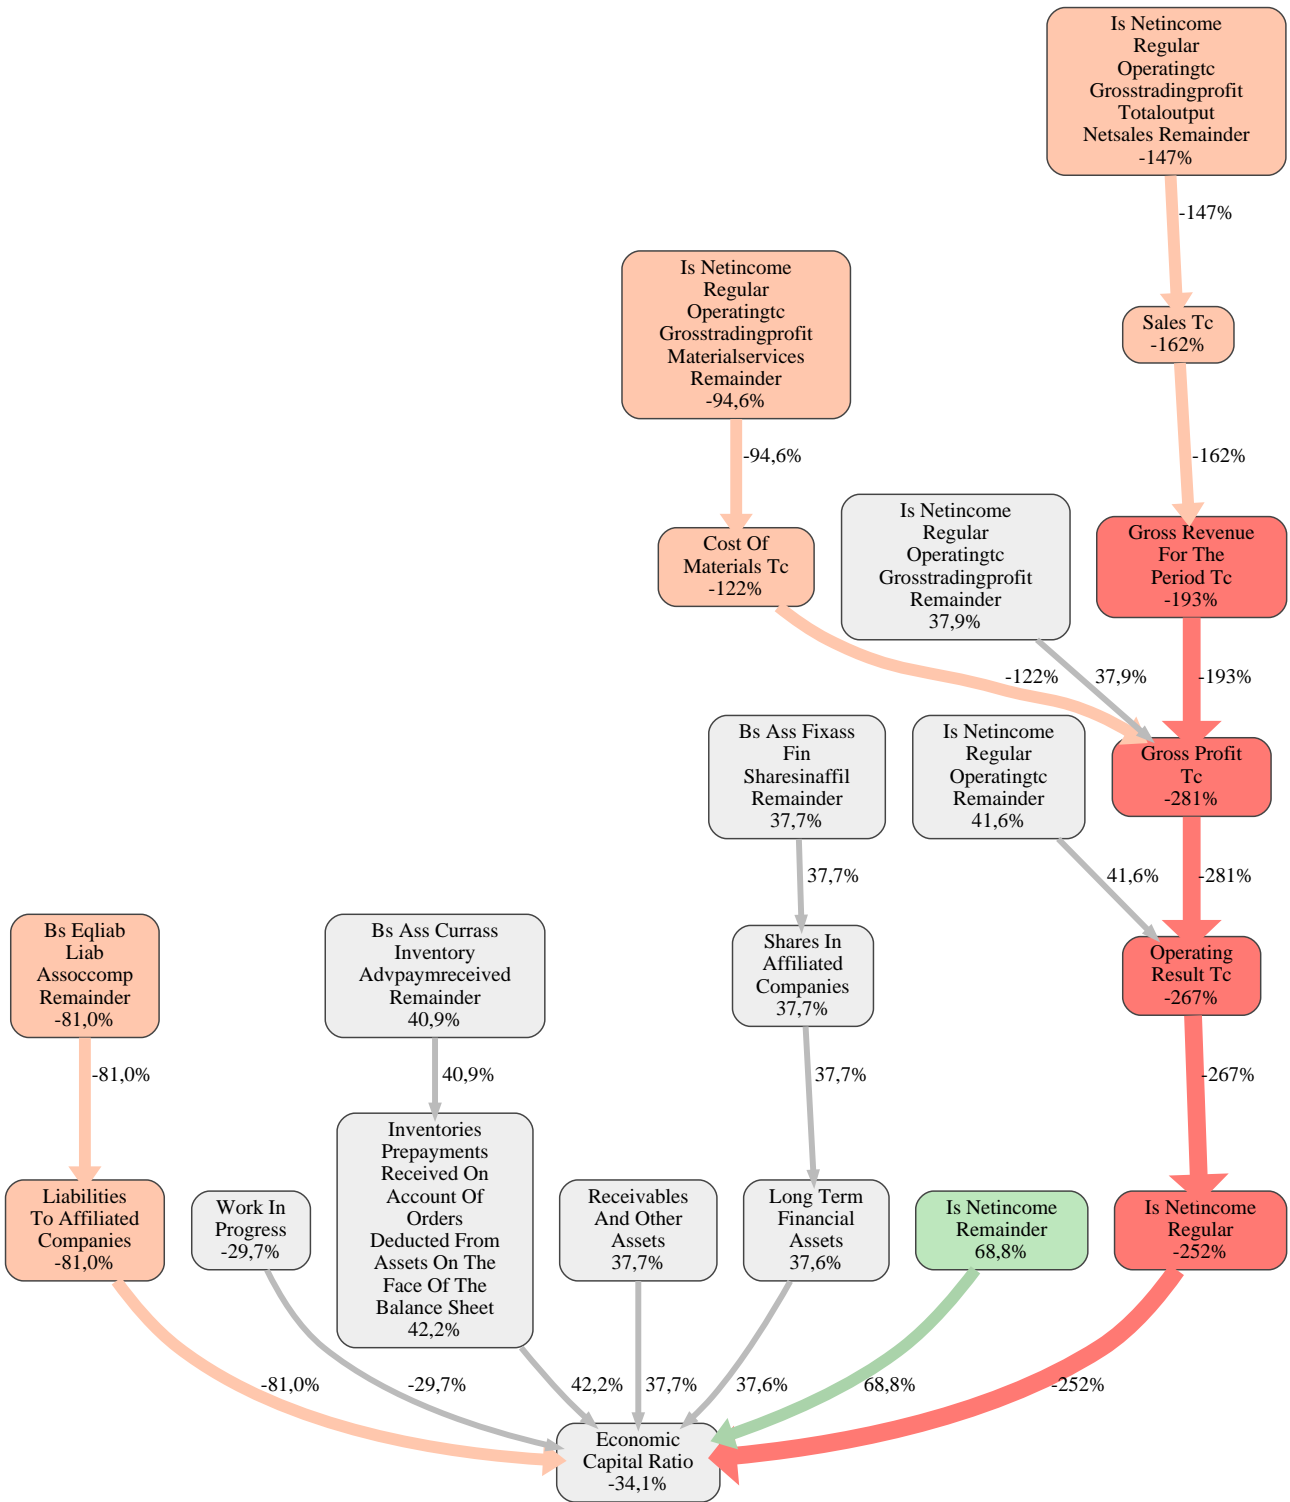 Is Netincome
Regular
Operatingtc
Grosstradingprofit
Totaloutput
Netsales Remainder
-147%
-147%
Is Netincome
Regular
Operatingtc
Grosstradingprofit
Materialservices
Remainder
-94,6%
Sales Tc
-162%
-94,6%
-162%
Is Netincome
Regular
Operatingtc
Grosstradingprofit
Remainder
37,9%
Cost Of
Materials Tc
-122%
Gross Revenue
For The
Period Tc
-193%
-122%
37,9%
-193%
Bs Ass Fixass
Fin
Sharesinaffil
Remainder
37,7%
Is Netincome
Regular
Operatingtc
Remainder
41,6%
Gross Profit
Tc
-281%
37,7%
41,6%
-281%
Bs Eqliab
Liab
Assoccomp
Remainder
-81,0%
Bs Ass Currass
Inventory
Advpaymreceived
Remainder
40,9%
Shares In
Affiliated
Companies
37,7%
Operating
Result Tc
-267%
-81,0%
40,9%
37,7%
-267%
Liabilities
To Affiliated
Companies
-81,0%
Work In
Progress
-29,7%
Inventories
Prepayments
Received On
Account Of
Orders
Deducted From
Assets On The
Face Of The
Balance Sheet
42,2%
Receivables
And Other
Assets
37,7%
Long Term
Financial
Assets
37,6%
Is Netincome
Remainder
68,8%
Is Netincome
Regular
-252%
-81,0%
-29,7%
42,2%
37,7%
37,6%
68,8%
-252%
Economic
Capital Ratio
-34,1%